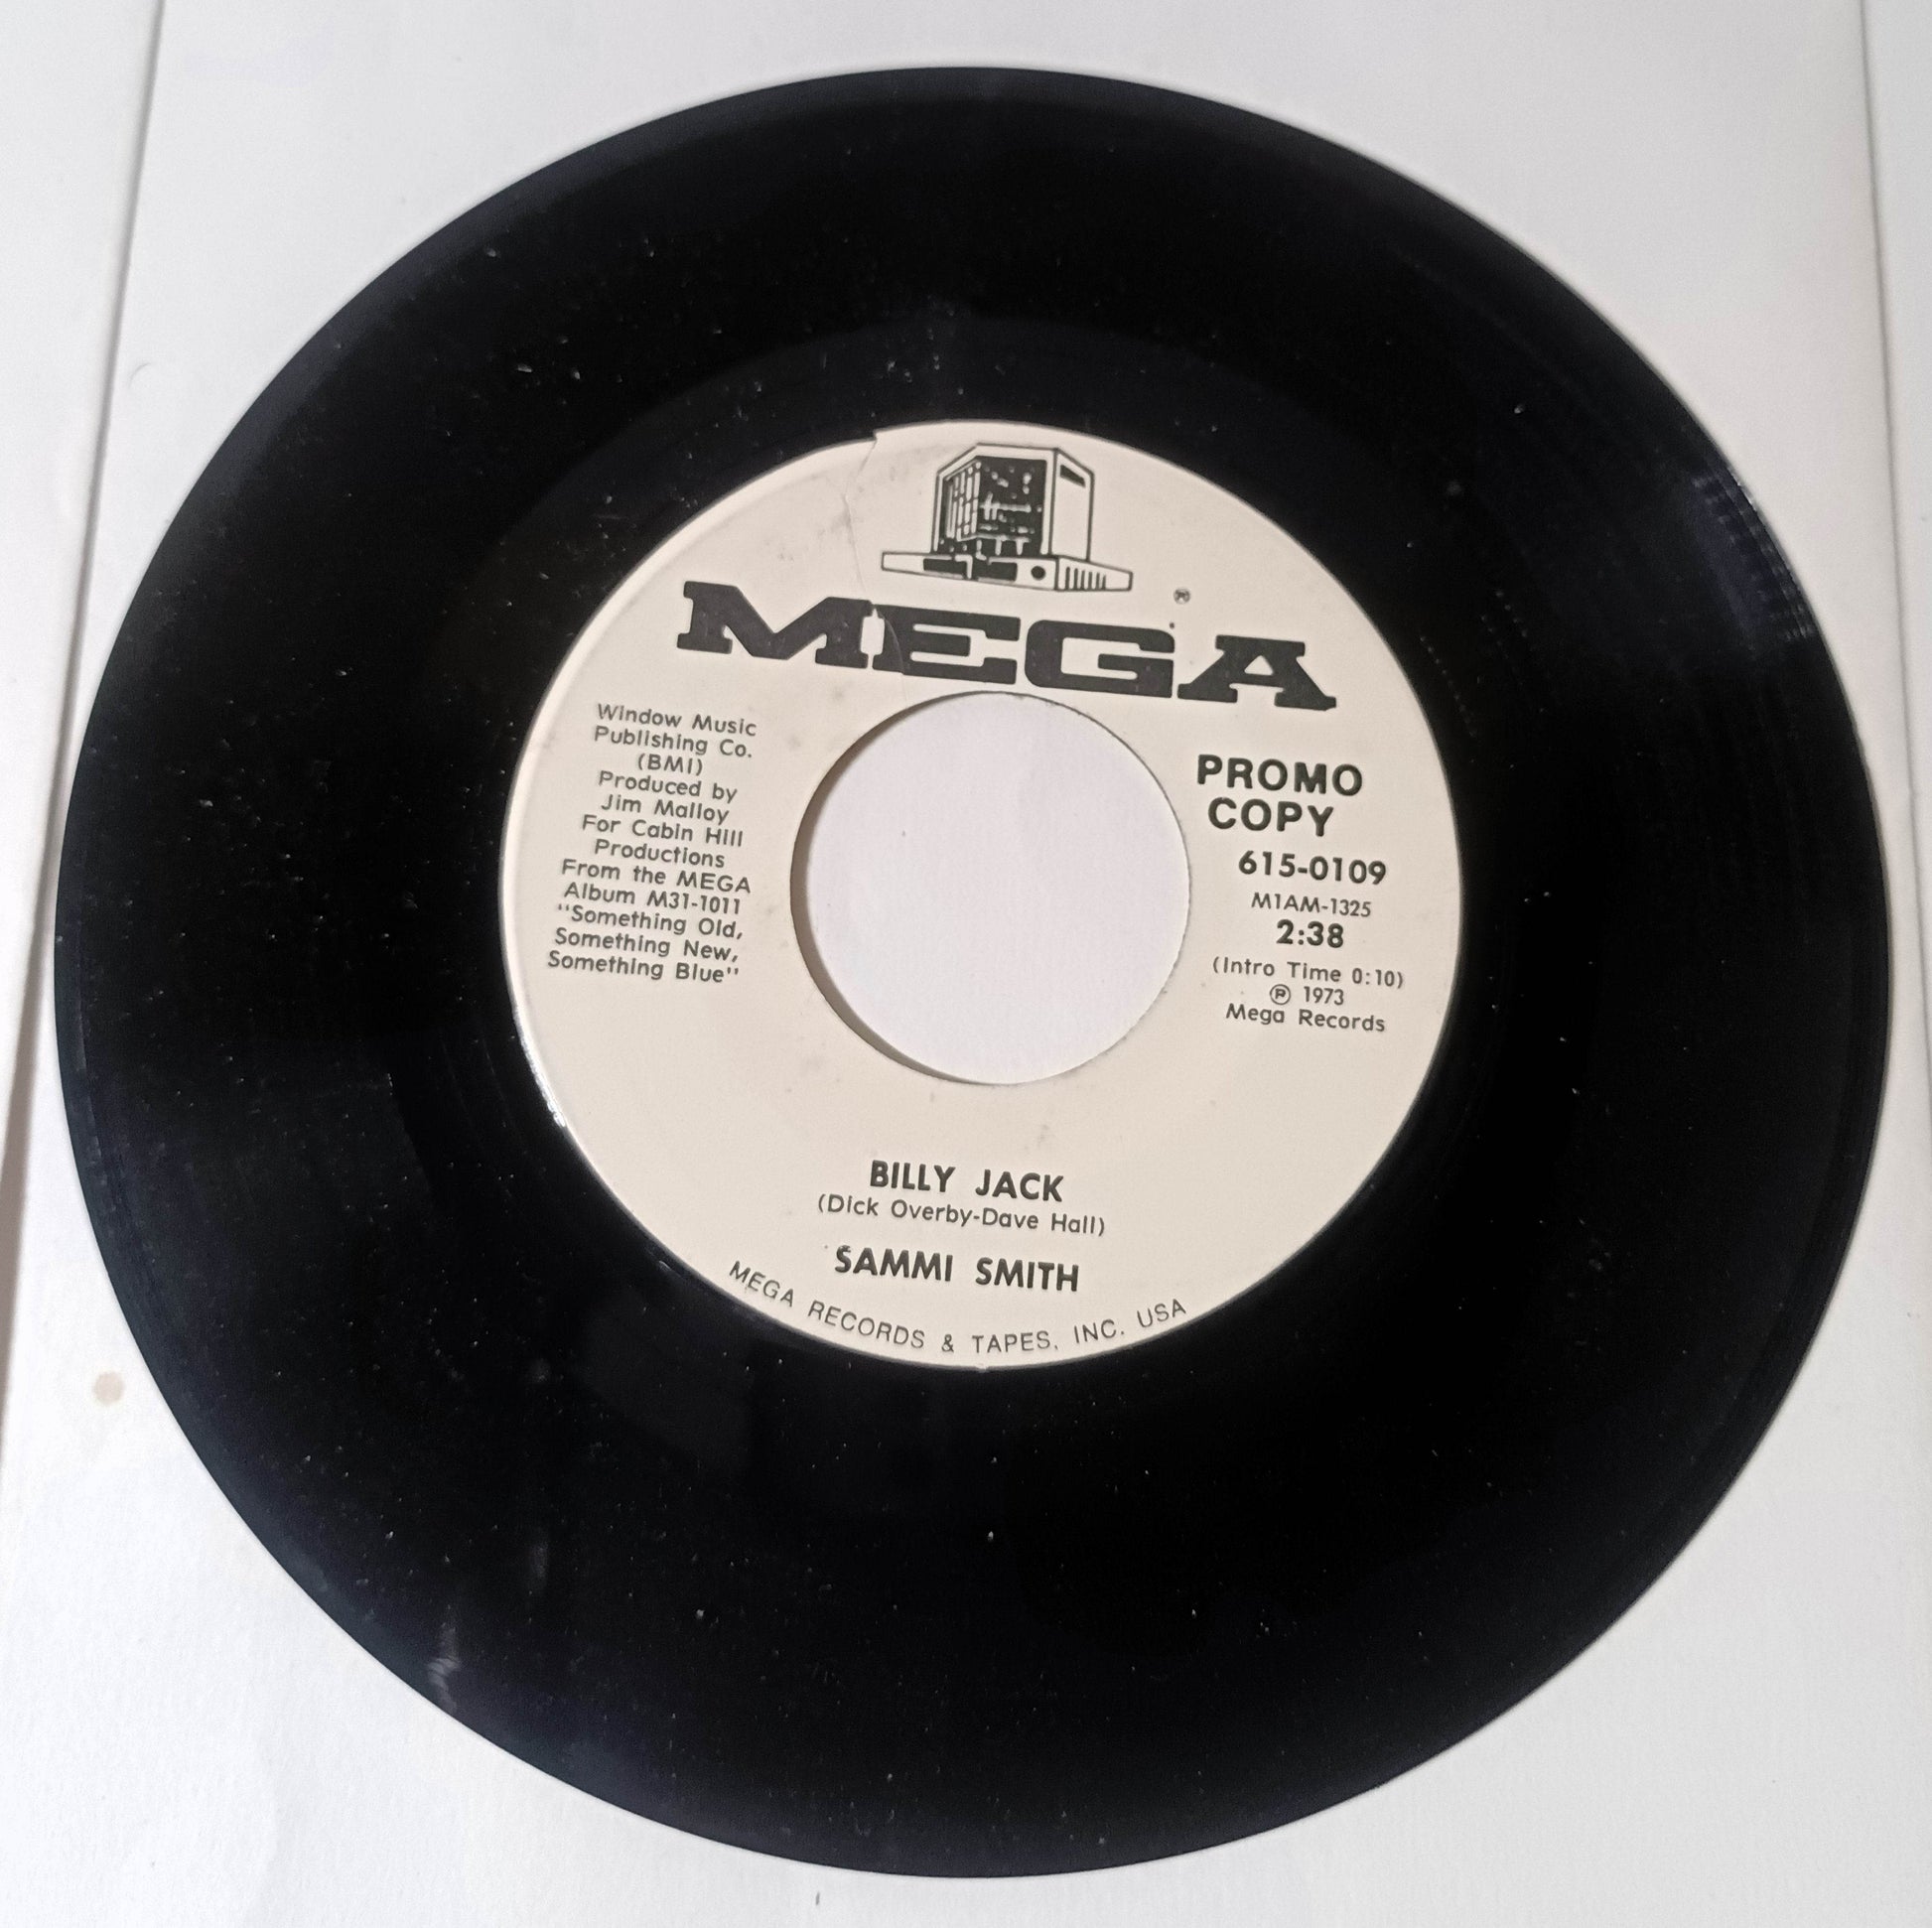 MEGA
®
Window Music
Publishing Co.
(BMI)
Produced by
Jim Malloy
For Cabin Hill
Productions
From the MEGA
Album M31-1011
"Something Old,
Something New,
Something Blue"
PROMO
COPY
615-0109
M1AM-1325
2:38
(Intro Time 0:10)
℗ 1973
Mega Records
BILLY JACK
(Dick Overby-Dave Hall)
SAMMI SMITH
MEGA RECORDS & TAPES, INC. USA